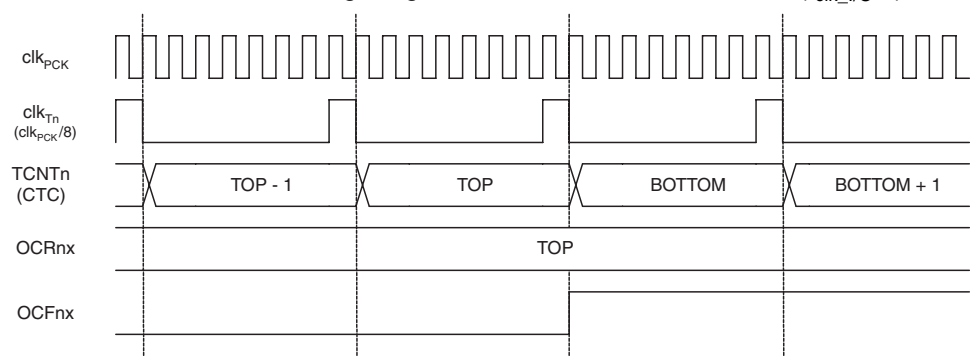 clkPCK
clkTn
(clkPCK/8)
TCNTn
(CTC)
TOP - 1
TOP
BOTTOM
BOTTOM + 1
OCRnx
TOP
OCFnx